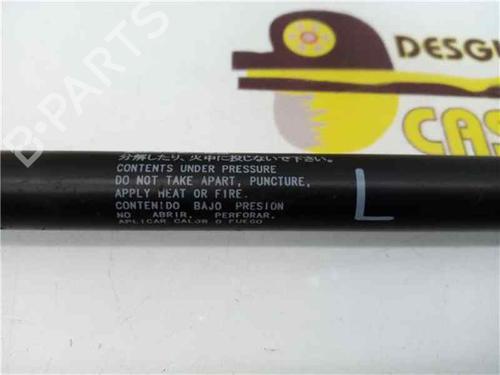 分解したり、火中に投じないで下さい。
CONTENTS UNDER PRESSURE
DO NOT TAKE APART, PUNCTURE,
APPLY HEAT OR FIRE.
CONTENIDO BAJO PRESION
NO ABRIR, PERFORAR,
APLICAR CALOR O FUEGO
L
DESGU
CAS
B-PARTS